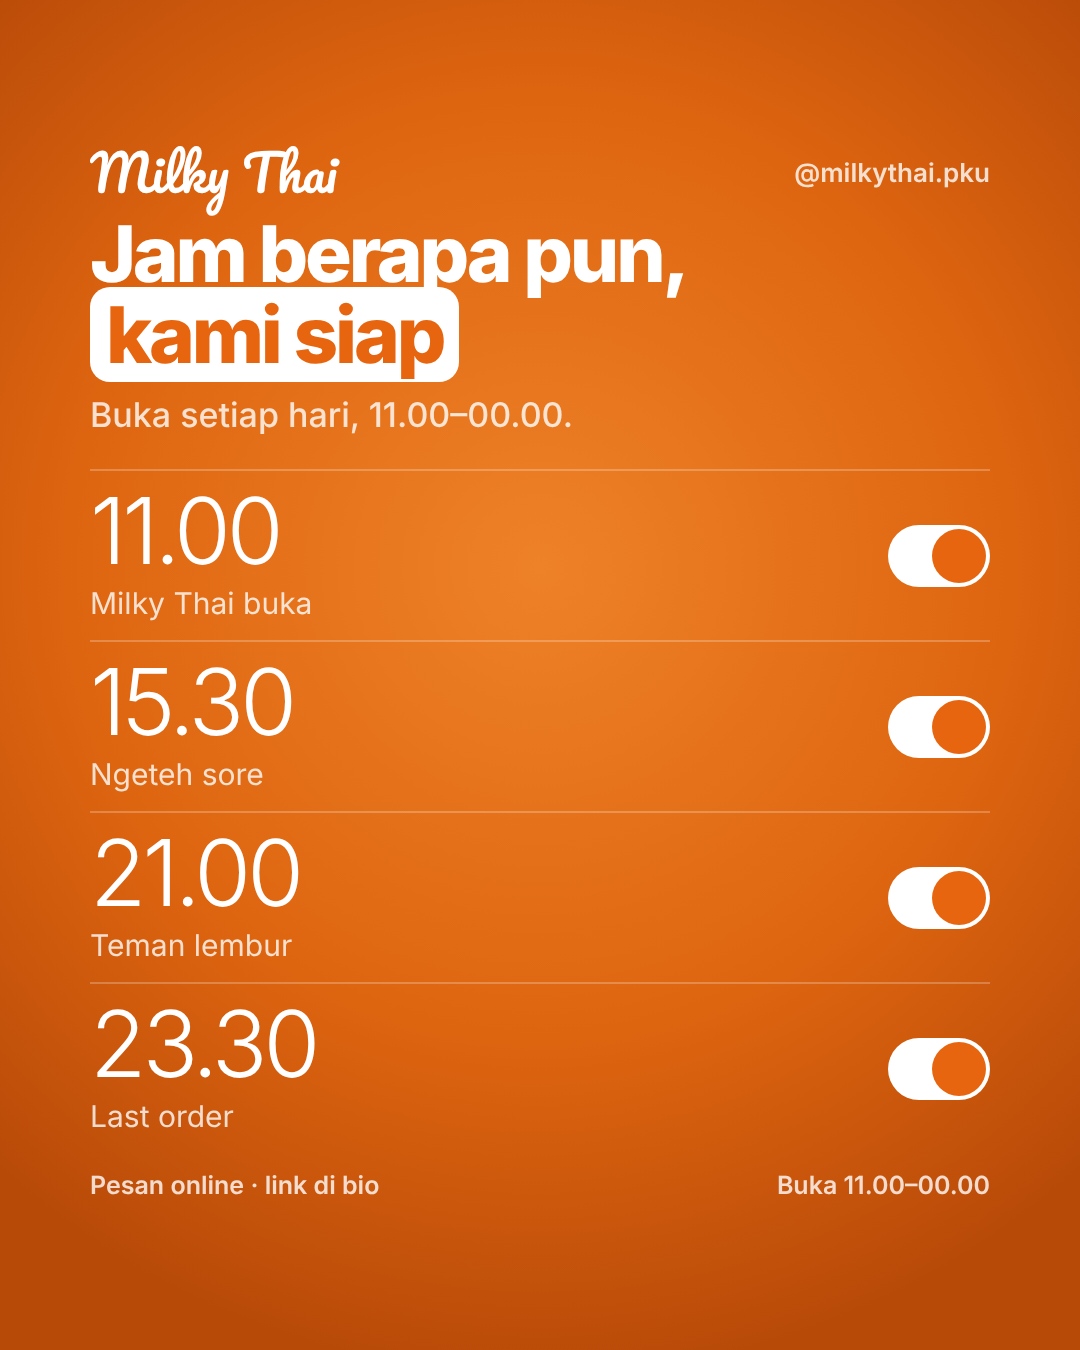 Milky Thai
@milkythai.pku
Jam berapa pun,
kami siap
Buka setiap hari, 11.00–00.00.
11.00
Milky Thai buka
15.30
Ngeteh sore
21.00
Teman lembur
23.30
Last order
Pesan online · link di bio
Buka 11.00–00.00